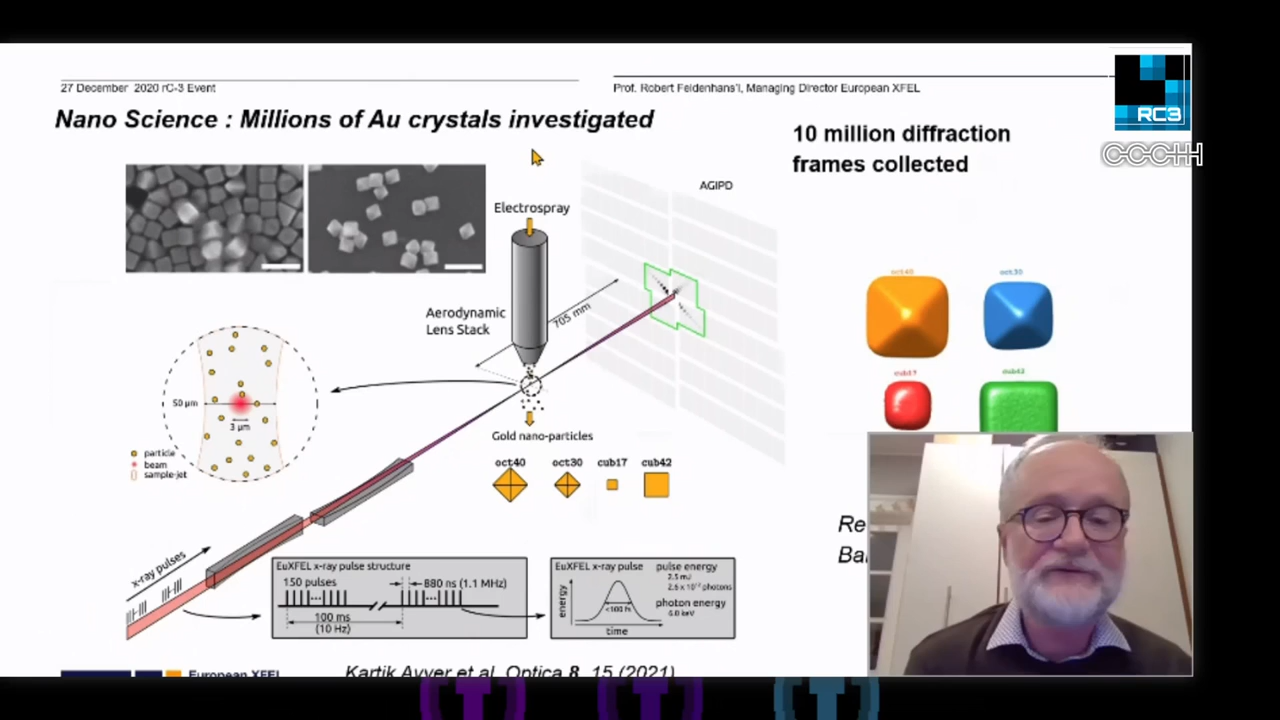 27 December 2020 rC-3 Event
Prof. Robert Feidenhans'l, Managing Director European XFEL
RC3
CCCHH
Nano Science : Millions of Au crystals investigated
10 million diffraction
frames collected
AGIPD
Electrospray
Aerodynamic
Lens Stack
705 mm
oct40
oct30
cub17
cub42
50 µm
3 µm
particle
beam
sample-jet
Gold nano-particles
oct40 oct30 cub17 cub42
x-ray pulses
EuXFEL x-ray pulse structure
150 pulses
880 ns (1.1 MHz)
100 ms
(10 Hz)
EuXFEL x-ray pulse
energy
<100 fs
time
pulse energy
2.5 mJ
photon energy
6.0 keV
Re
Ba
European XFEL
Kartik Ayyer et al, Optica 8, 15 (2021)